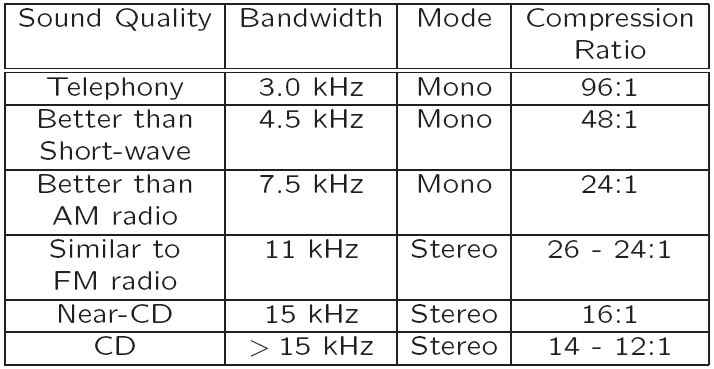 Sound Quality Bandwidth Mode Compression
Ratio
Telephony 3.0 kHz Mono 96:1
Better than 4.5 kHz Mono 48:1
Short-wave
Better than 7.5 kHz Mono 24:1
AM radio
Similar to 11 kHz Stereo 26 - 24:1
FM radio
Near-CD 15 kHz Stereo 16:1
CD > 15 kHz Stereo 14 - 12:1